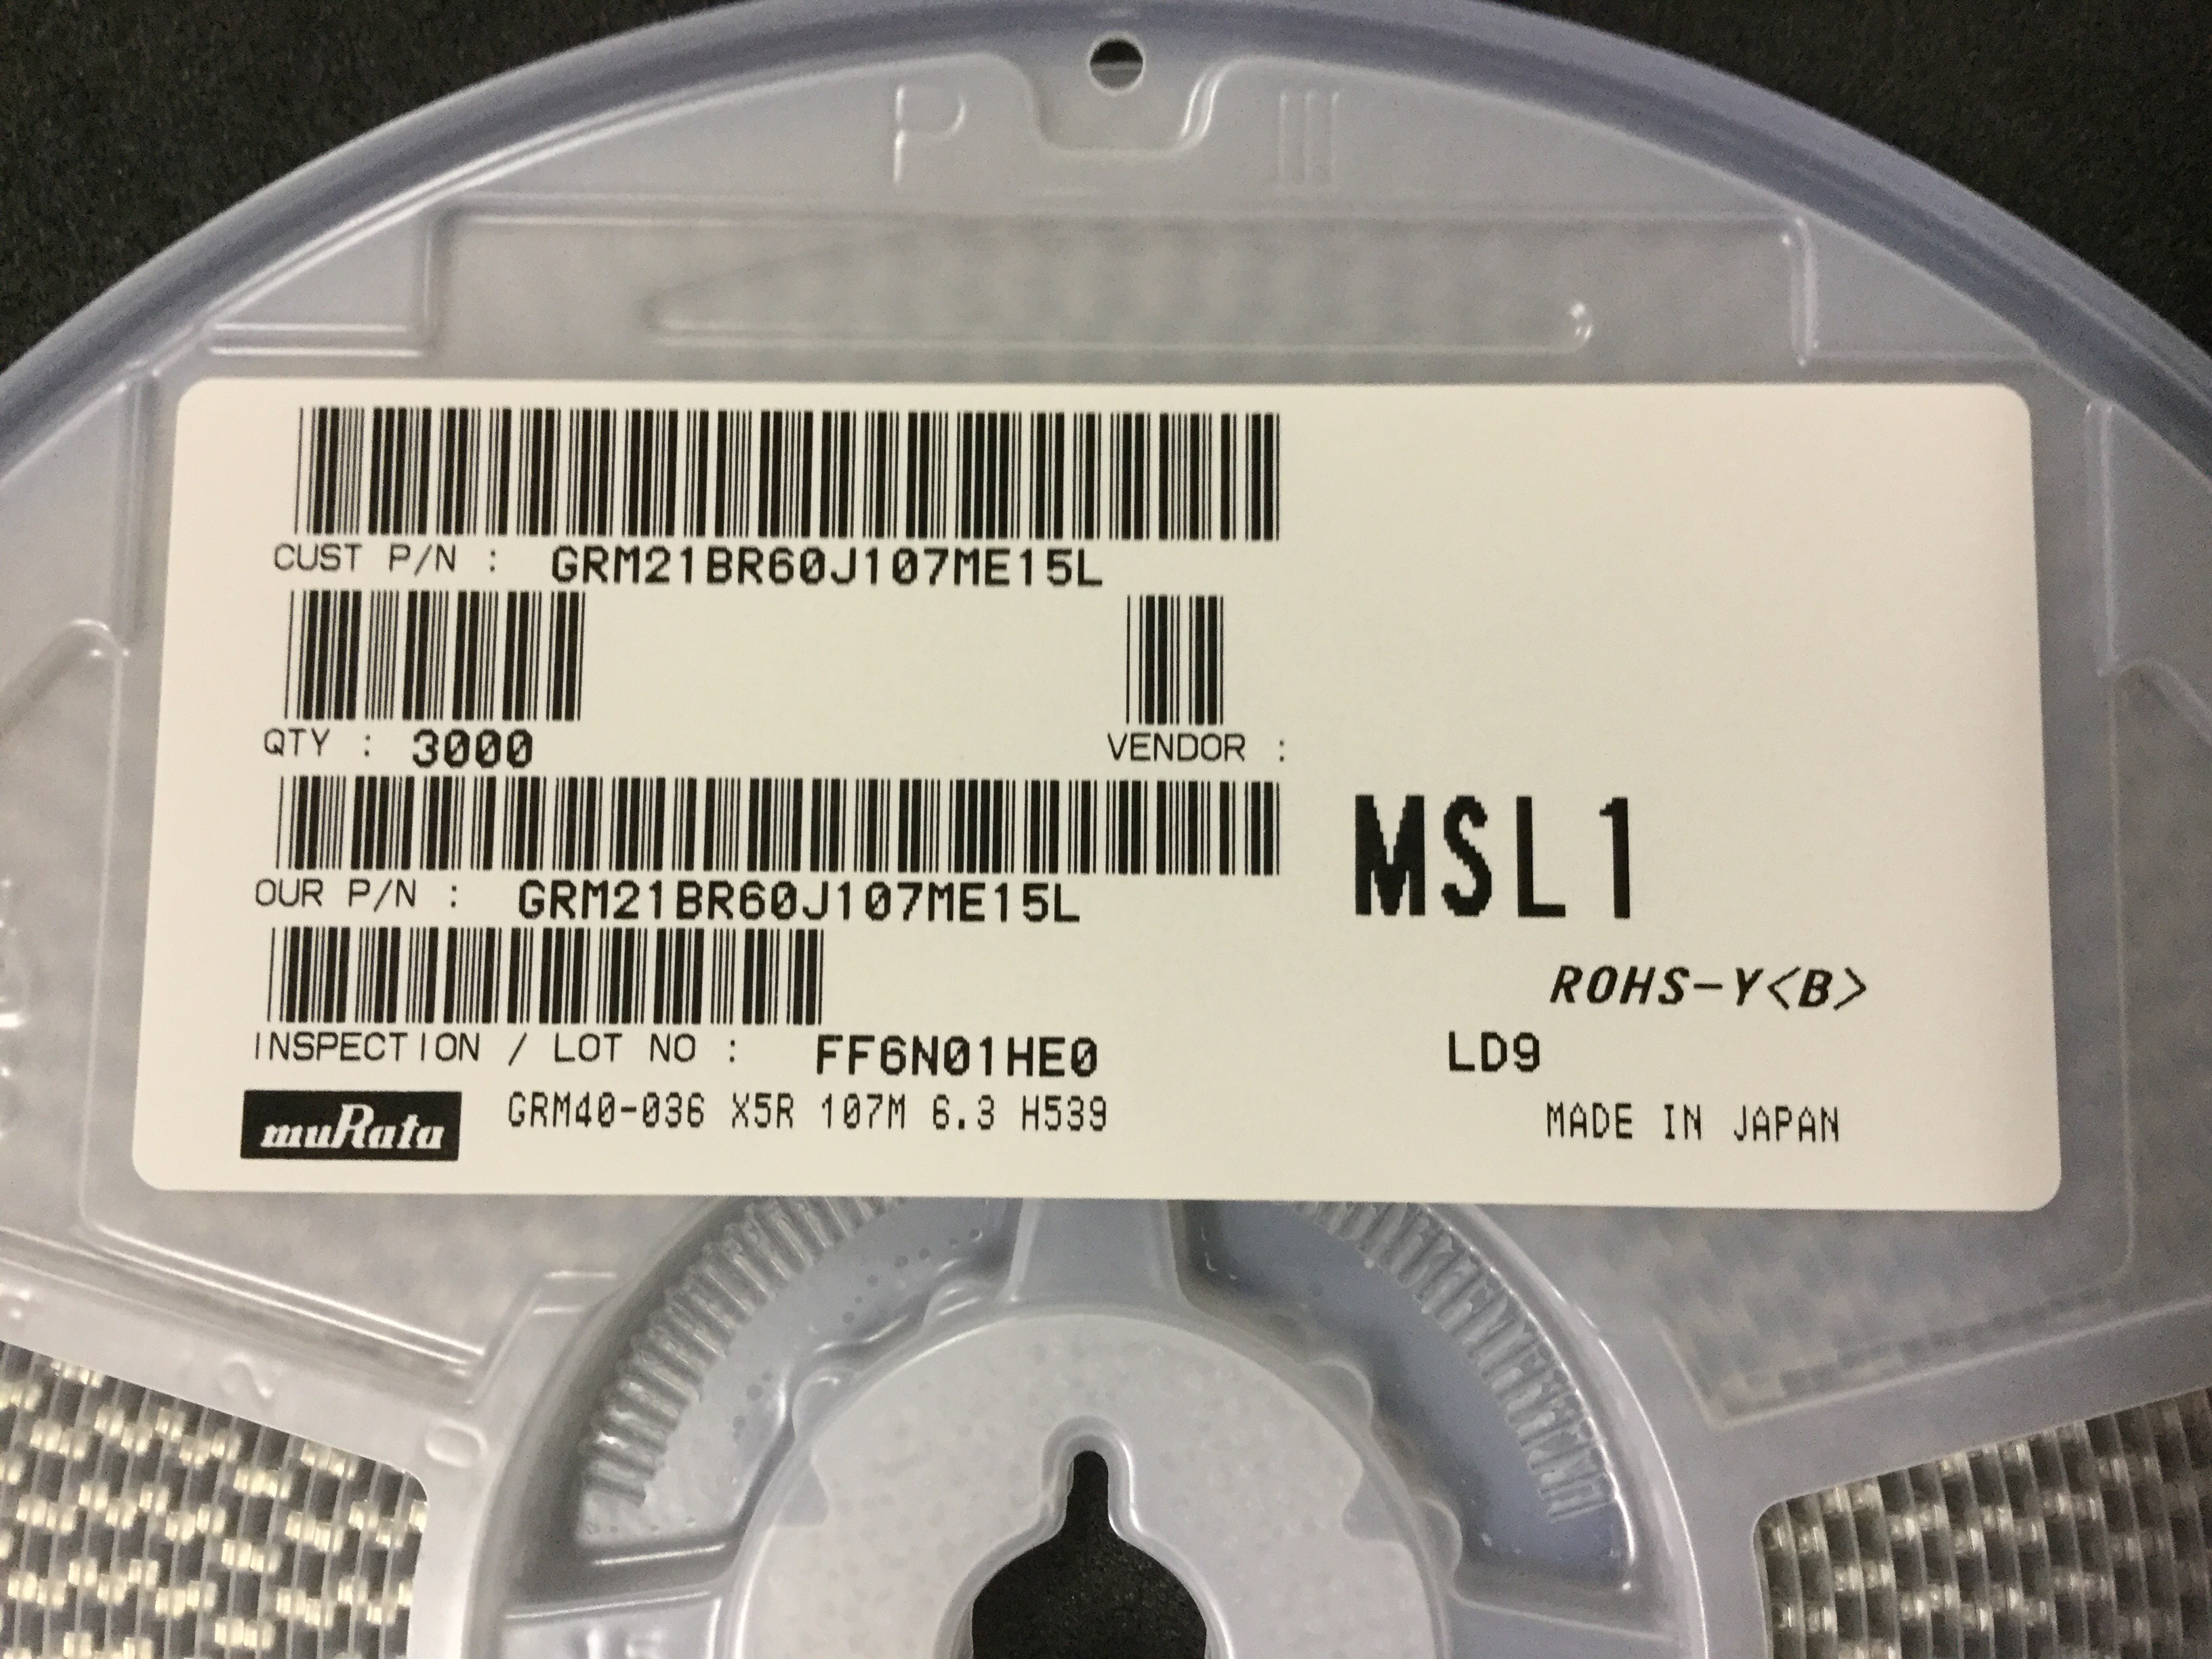 P
CUST P/N : GRM21BR60J107ME15L
QTY : 3000 VENDOR :
OUR P/N : GRM21BR60J107ME15L
MSL1
ROHS-Y<B>
INSPECTION / LOT NO : FF6N01HE0 LD9
muRata GRM40-036 X5R 107M 6.3 H539 MADE IN JAPAN